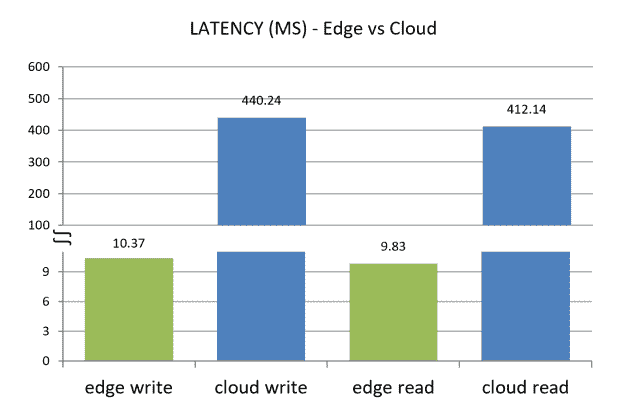 LATENCY (MS) - Edge vs Cloud
600
500
440.24
412.14
400
300
200
100
10.37
9.83
9
6
3
0
edge write
cloud write
edge read
cloud read